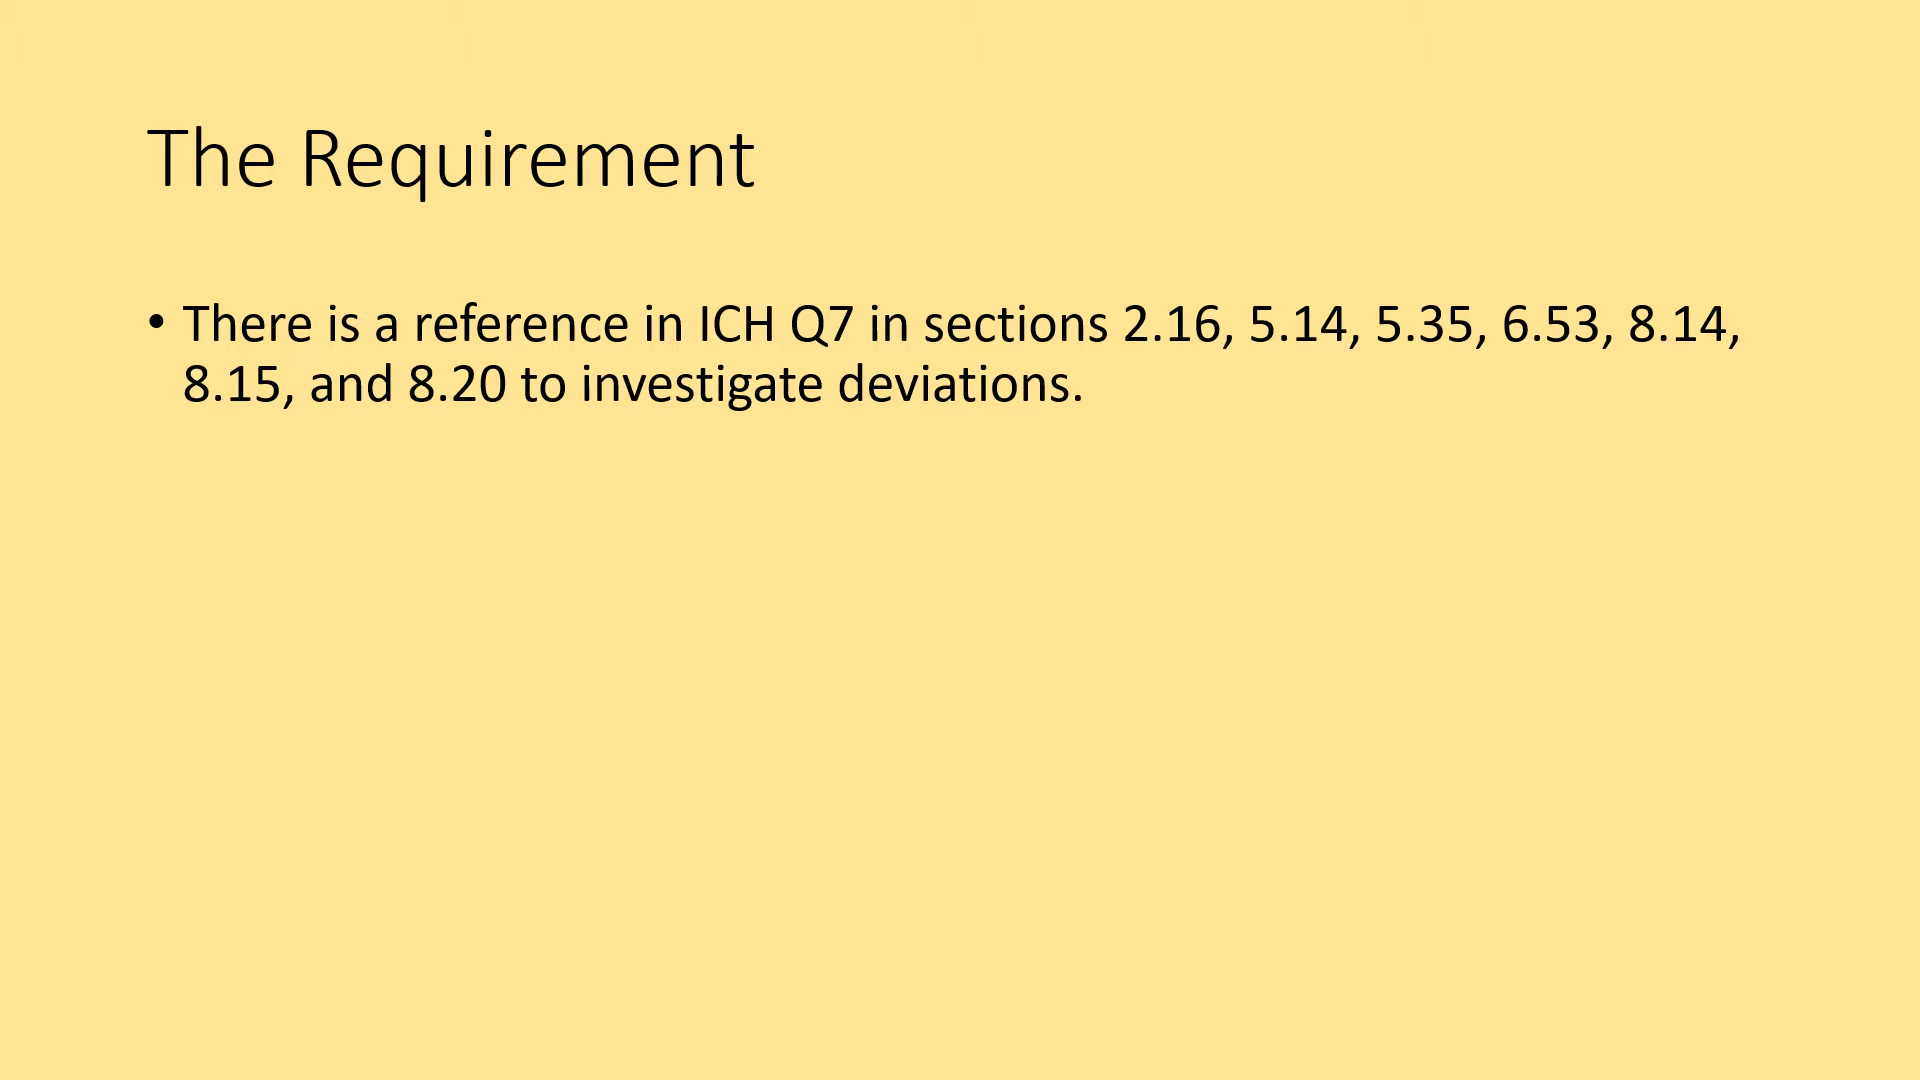 The Requirement
• There is a reference in ICH Q7 in sections 2.16, 5.14, 5.35, 6.53, 8.14,
8.15, and 8.20 to investigate deviations.